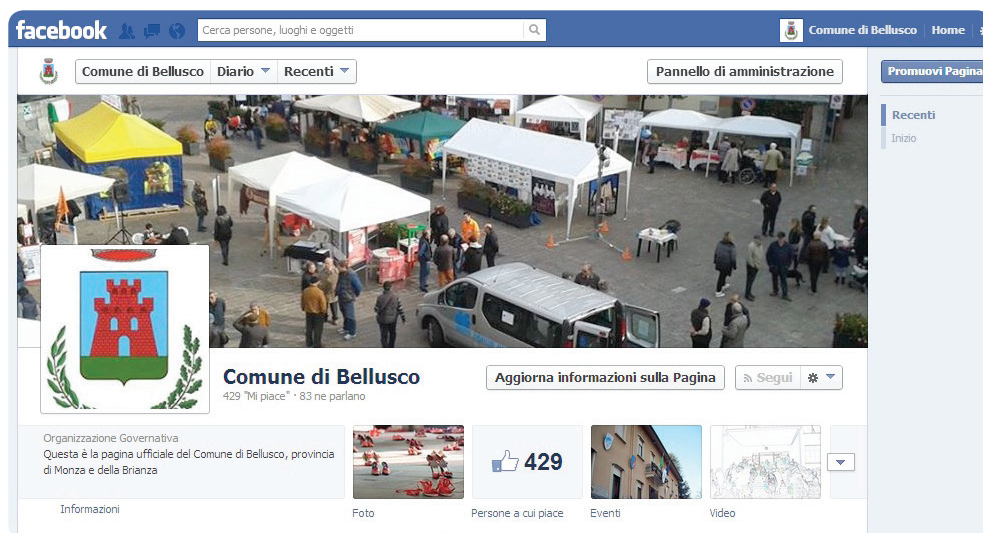 facebook
Cerca persone, luoghi e oggetti
Comune di Bellusco
Home
Comune di Bellusco
Diario
Recenti
Pannello di amministrazione
Promuovi Pagina
Recenti
Inizio
Comune di Bellusco
429 "Mi piace" · 83 ne parlano
Aggiorna informazioni sulla Pagina
Segui
Organizzazione Governativa
Questa è la pagina ufficiale del Comune di Bellusco, provincia
di Monza e della Brianza
Informazioni
429
Foto
Persone a cui piace
Eventi
Video